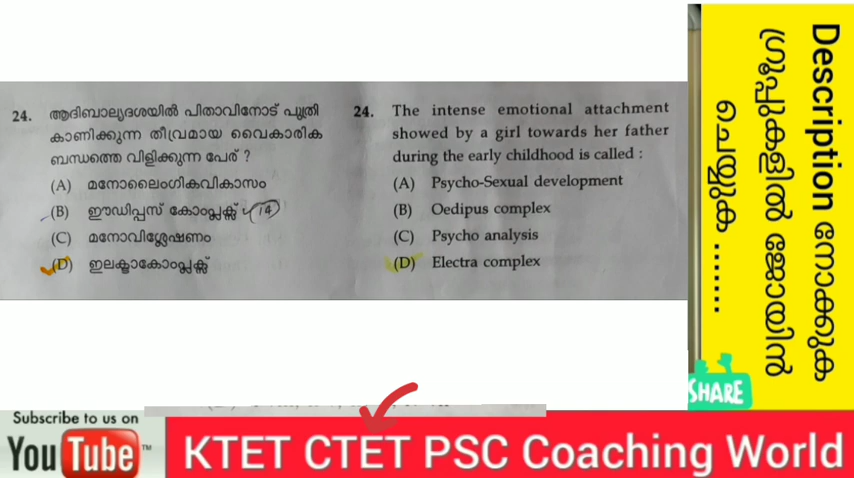 24. ആദിബാല്യദശയിൽ പിതാവിനോട് പുത്രി
കാണിക്കുന്ന തീവ്രമായ വൈകാരിക
ബന്ധത്തെ വിളിക്കുന്ന പേര് ?
(A) മനോലൈംഗികവികാസം
(B) ഈഡിപ്പസ് കോംപ്ലക്സ്
(C) മനോവിശ്ലേഷണം
(D) ഇലക്ട്രാകോംപ്ലക്സ്
24. The intense emotional attachment
showed by a girl towards her father
during the early childhood is called :
(A) Psycho-Sexual development
(B) Oedipus complex
(C) Psycho analysis
(D) Electra complex
Description നോക്കുക
ഗ്രൂപ്പുകളിൽ ജോയിൻ
ചെയ്യുക ........
SHARE
Subscribe to us on
YouTube™
KTET CTET PSC Coaching World